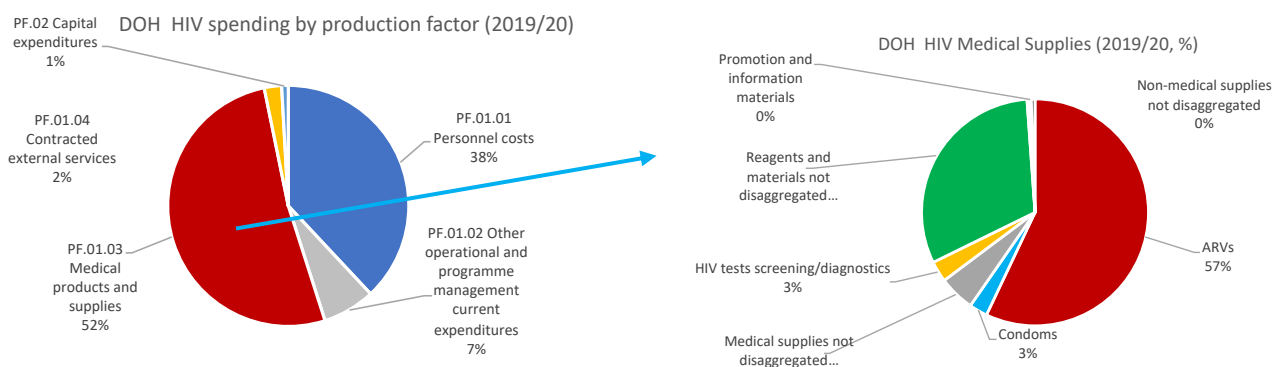 DOH HIV spending by production factor (2019/20)
PF.02 Capital
expenditures
1%
PF.01.04
Contracted
external services
2%
PF.01.03
Medical
products and
supplies
52%
PF.01.01
Personnel costs
38%
PF.01.02 Other
operational and
programme
management
current
expenditures
7%
DOH HIV Medical Supplies (2019/20, %)
Promotion and
information
materials
0%
Non-medical supplies
not disaggregated
0%
Reagents and
materials not
disaggregated…
HIV tests screening/diagnostics
3%
Medical supplies not
disaggregated…
Condoms
3%
ARVs
57%